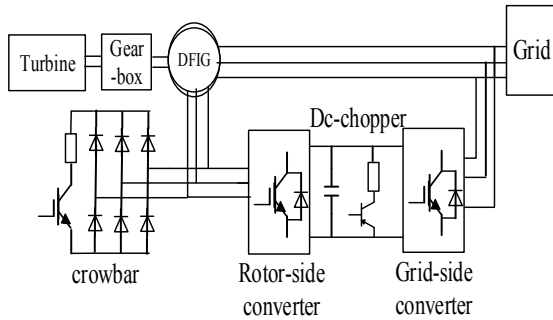 Turbine
Gear
-box
DFIG
Grid
Dc-chopper
crowbar
Rotor-side
converter
Grid-side
converter